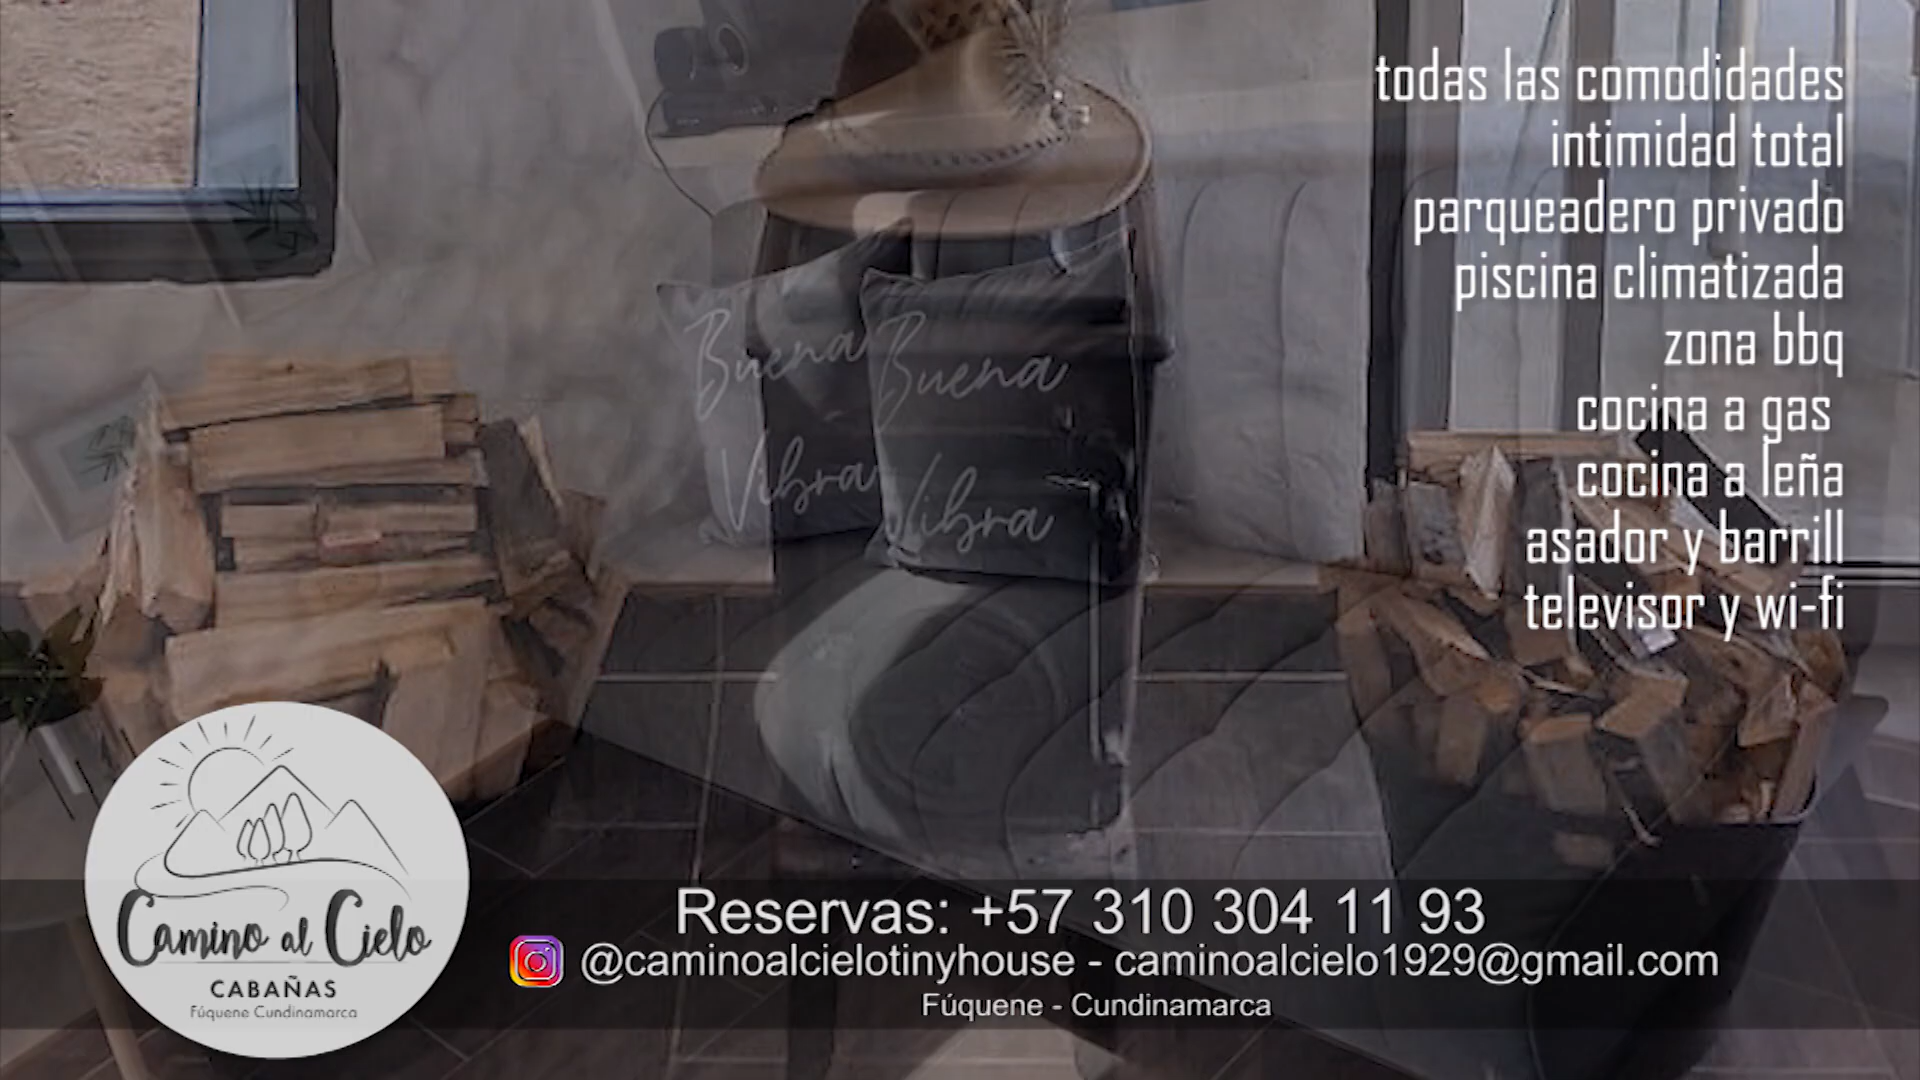 todas las comodidades
intimidad total
parqueadero privado
piscina climatizada
zona bbq
cocina a gas
cocina a leña
asador y barrill
televisor y wi-fi
Buena
Vibra
Buena
Vibra
Camino al Cielo
CABAÑAS
Fúquene Cundinamarca
Reservas: +57 310 304 11 93
@caminoalcielotinyhouse - caminoalcielo1929@gmail.com
Fúquene - Cundinamarca